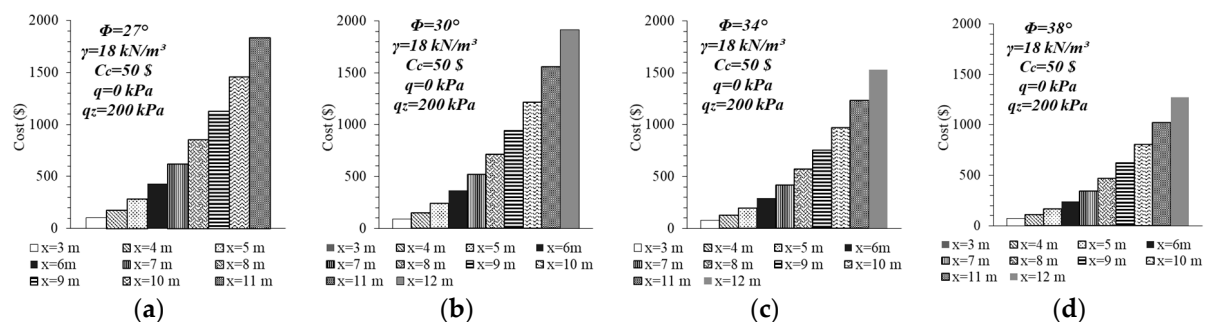 2000
1500
1000
500
0
Cost ($)
Φ=27°
γ=18 kN/m³
Cc=50 $
q=0 kPa
qz=200 kPa
x=3 m x=4 m x=5 m
x=6m x=7 m x=8 m
x=9 m x=10 m x=11 m
(a)
2000
1500
1000
500
0
Cost ($)
Φ=30°
γ=18 kN/m³
Cc=50 $
q=0 kPa
qz=200 kPa
x=3 m x=4 m x=5 m x=6m
x=7 m x=8 m x=9 m x=10 m
x=11 m x=12 m
(b)
2000
1500
1000
500
0
Cost ($)
Φ=34°
γ=18 kN/m³
Cc=50 $
q=0 kPa
qz=200 kPa
x=3 m x=4 m x=5 m x=6m
x=7 m x=8 m x=9 m x=10 m
x=11 m x=12 m
(c)
2000
1500
1000
500
0
Cost ($)
Φ=38°
γ=18 kN/m³
Cc=50 $
q=0 kPa
qz=200 kPa
x=3 m x=4 m x=5 m x=6m
x=7 m x=8 m x=9 m x=10 m
x=11 m x=12 m
(d)